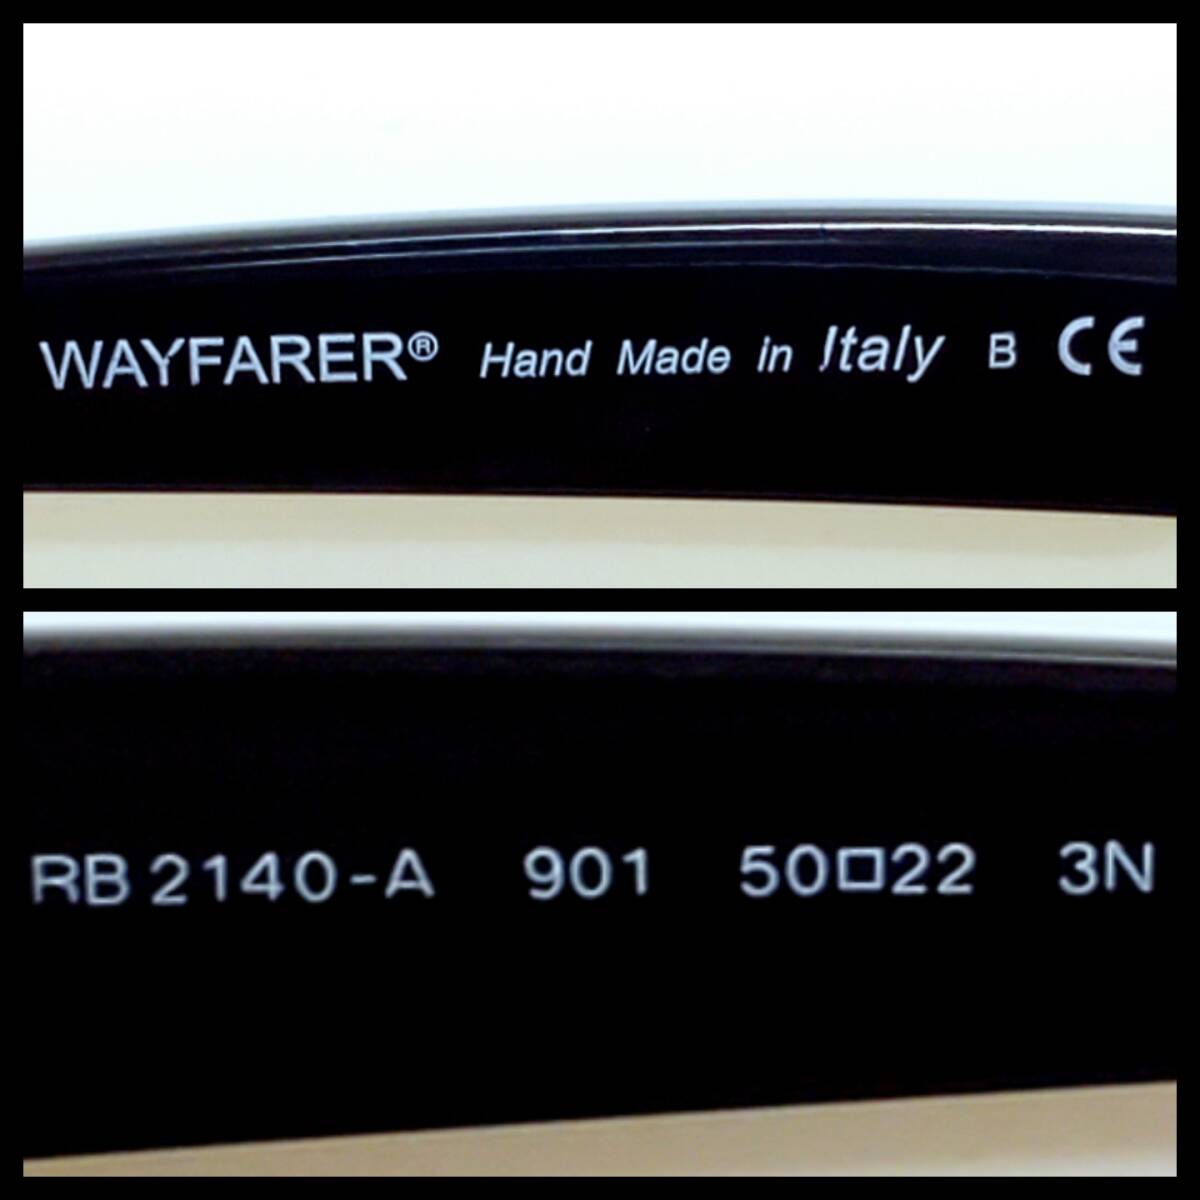 WAYFARER® Hand Made in Italy B CE
RB 2140-A 901 50□22 3N